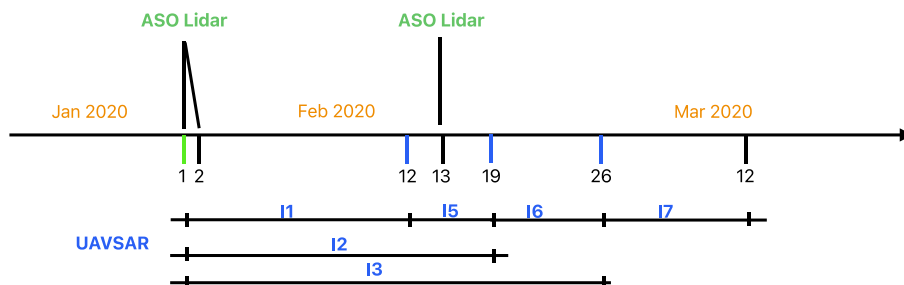 ASO Lidar ASO Lidar
Jan 2020 Feb 2020 Mar 2020
1 2 12 13 19 26 12
I1 I5 I6 I7
UAVSAR I2
I3